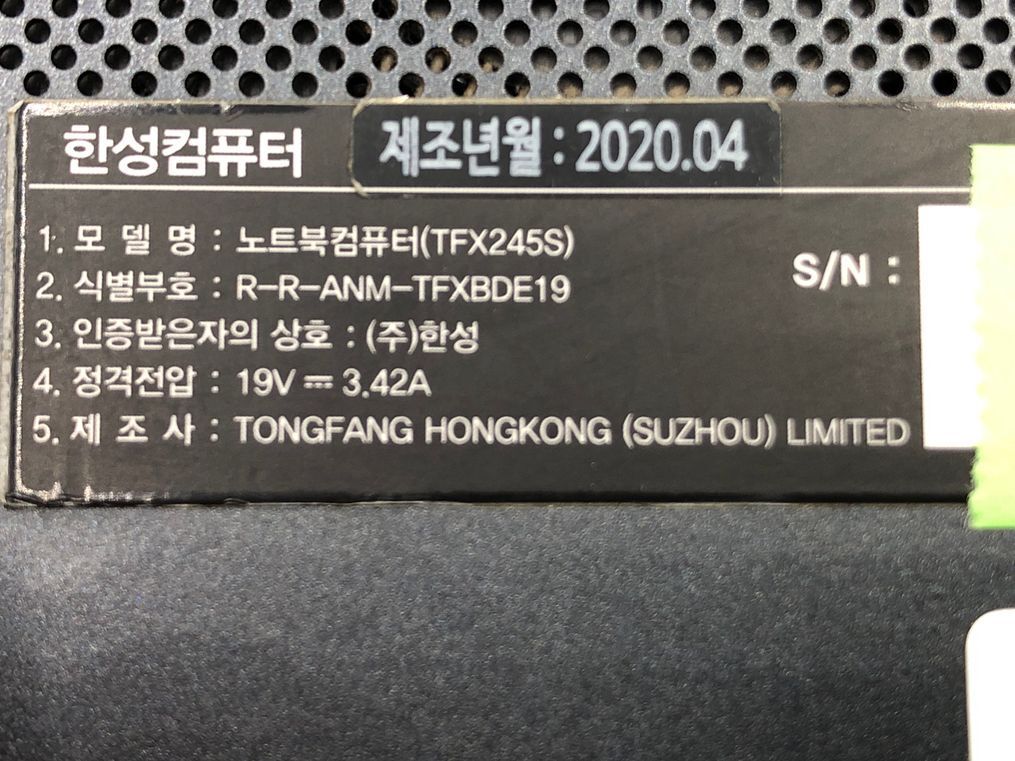 한성컴퓨터 제조년월 : 2020.04
1. 모 델 명 : 노트북컴퓨터(TFX245S)
S/N :
2. 식별부호 : R-R-ANM-TFXBDE19
3. 인증받은자의 상호 : (주)한성
4. 정격전압 : 19V ⎓ 3.42A
5. 제 조 사 : TONGFANG HONGKONG (SUZHOU) LIMITED